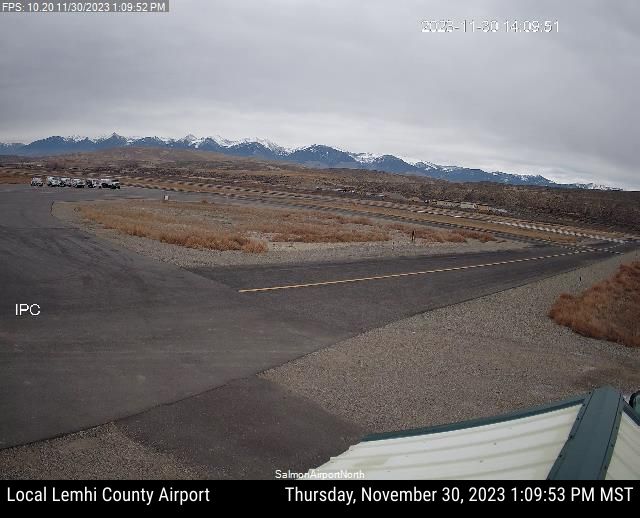 FPS: 10.20 11/30/2023 1:09:52 PM
2023-11-30 14:09:51
IPC
SalmonAirportNorth
Local Lemhi County Airport Thursday, November 30, 2023 1:09:53 PM MST